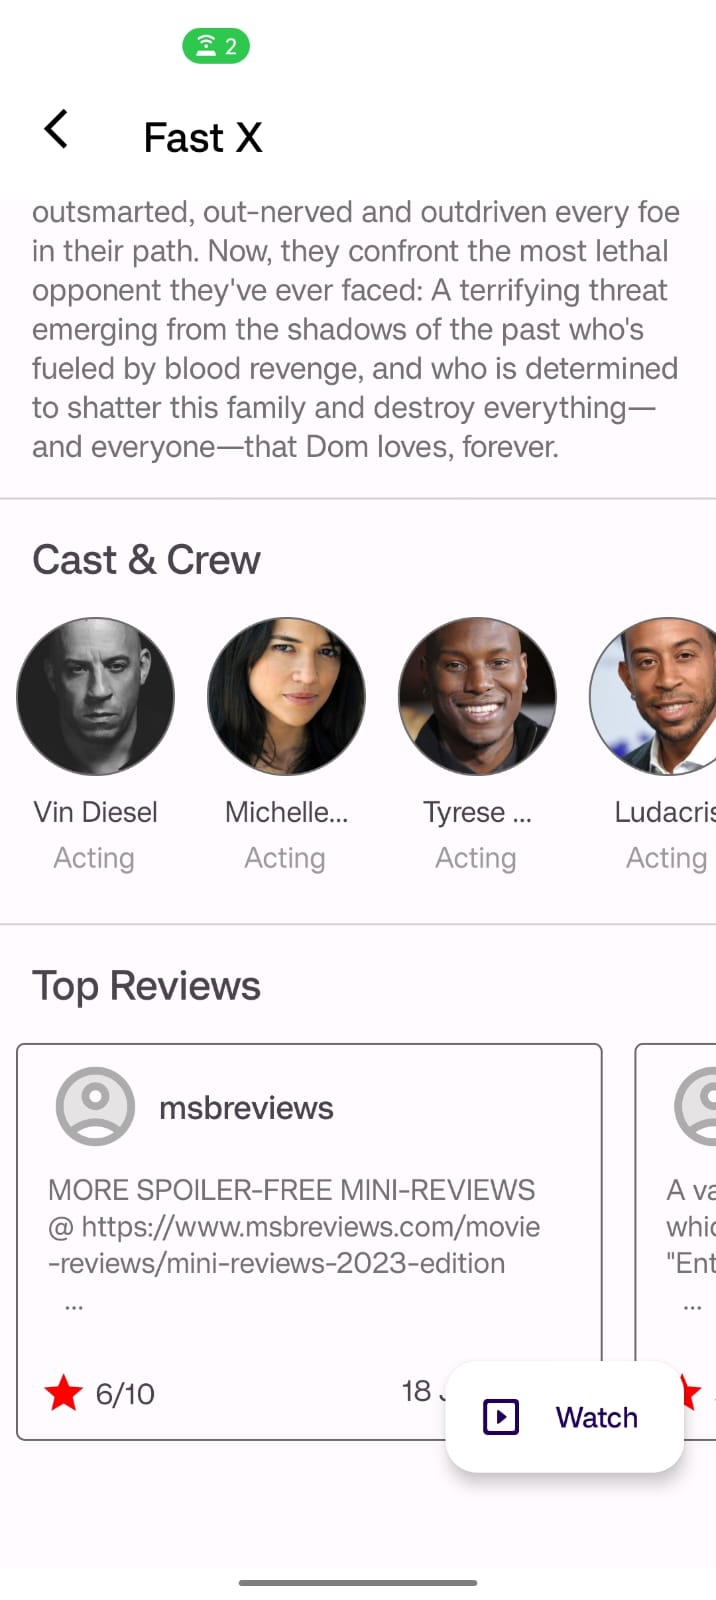 2
Fast X
outsmarted, out-nerved and outdriven every foe
in their path. Now, they confront the most lethal
opponent they've ever faced: A terrifying threat
emerging from the shadows of the past who's
fueled by blood revenge, and who is determined
to shatter this family and destroy everything—
and everyone—that Dom loves, forever.
Cast & Crew
Vin Diesel
Michelle...
Tyrese ...
Ludacris
Acting
Acting
Acting
Acting
Top Reviews
msbreviews
MORE SPOILER-FREE MINI-REVIEWS
@ https://www.msbreviews.com/movie
-reviews/mini-reviews-2023-edition
...
A va
whic
"Ent
...
6/10
18
Watch